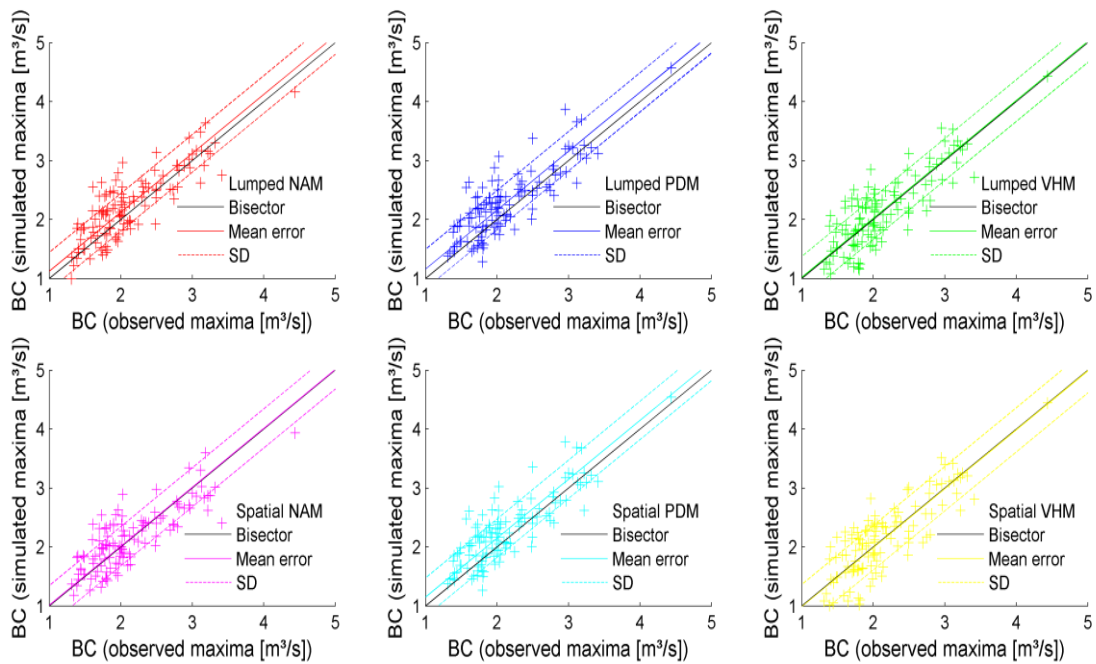 BC (simulated maxima [m³/s])
5
4
3
2
1
Lumped NAM
Bisector
Mean error
SD
1 2 3 4 5
BC (observed maxima [m³/s])
BC (simulated maxima [m³/s])
5
4
3
2
1
Lumped PDM
Bisector
Mean error
SD
1 2 3 4 5
BC (observed maxima [m³/s])
BC (simulated maxima [m³/s])
5
4
3
2
1
Lumped VHM
Bisector
Mean error
SD
1 2 3 4 5
BC (observed maxima [m³/s])
BC (simulated maxima [m³/s])
5
4
3
2
1
Spatial NAM
Bisector
Mean error
SD
1 2 3 4 5
BC (observed maxima [m³/s])
BC (simulated maxima [m³/s])
5
4
3
2
1
Spatial PDM
Bisector
Mean error
SD
1 2 3 4 5
BC (observed maxima [m³/s])
BC (simulated maxima [m³/s])
5
4
3
2
1
Spatial VHM
Bisector
Mean error
SD
1 2 3 4 5
BC (observed maxima [m³/s])